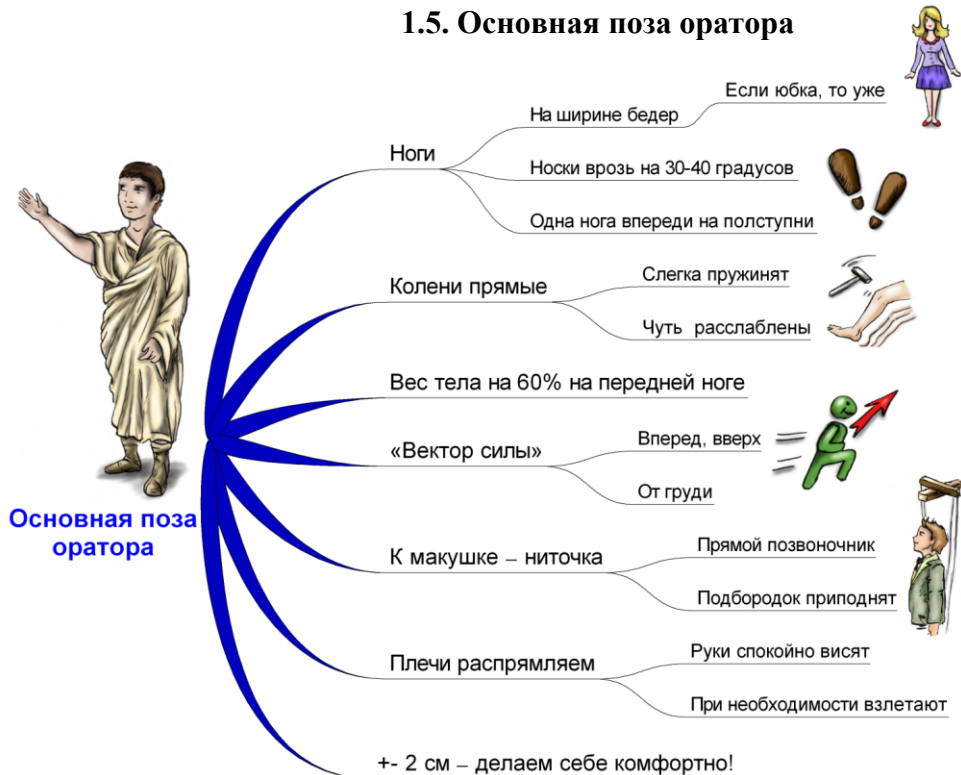 1.5. Основная поза оратора
Основная поза
оратора
Ноги
На ширине бедер
Если юбка, то уже
Носки врозь на 30-40 градусов
Одна нога впереди на полступни
Колени прямые
Слегка пружинят
Чуть расслаблены
Вес тела на 60% на передней ноге
«Вектор силы»
Вперед, вверх
От груди
К макушке – ниточка
Прямой позвоночник
Подбородок приподнят
Плечи распрямляем
Руки спокойно висят
При необходимости взлетают
+- 2 см – делаем себе комфортно!